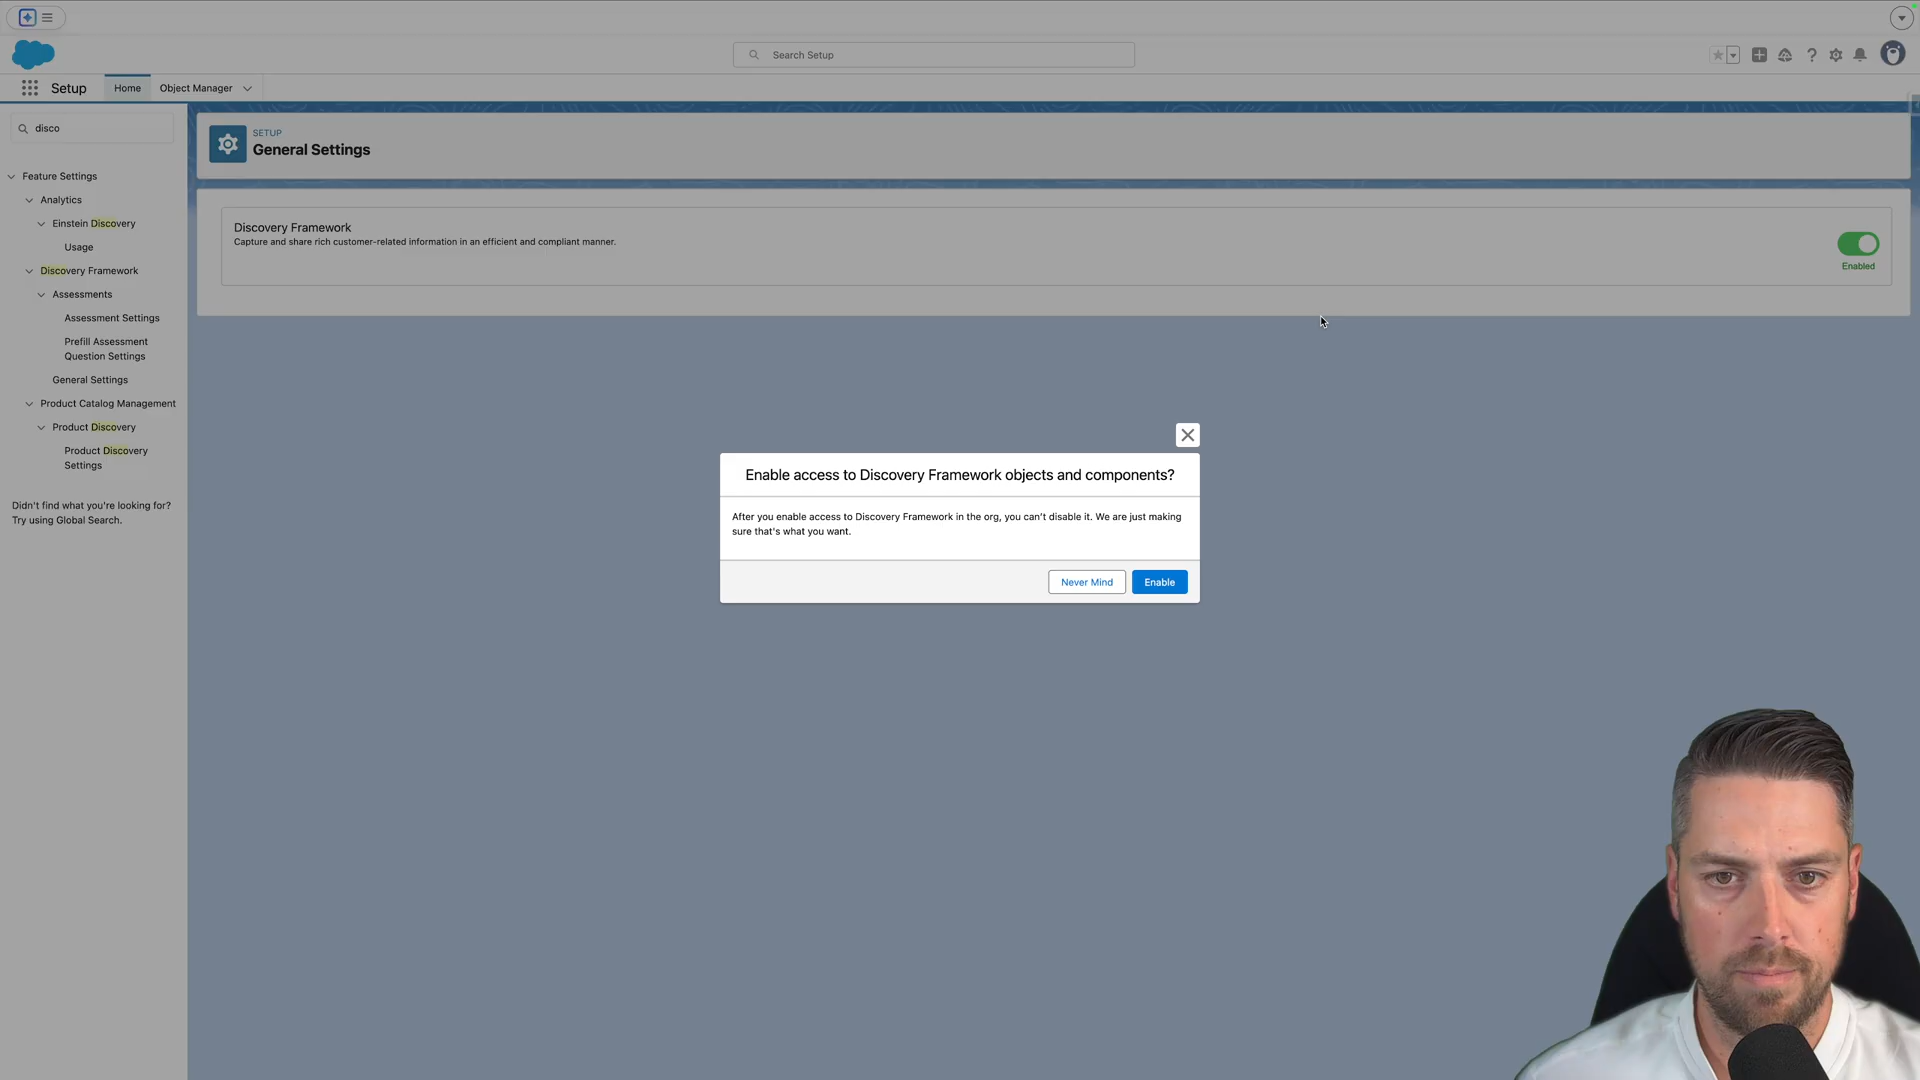 Search Setup
Setup
Home
Object Manager
disco
Feature Settings
Analytics
Einstein Discovery
Usage
Discovery Framework
Assessments
Assessment Settings
Prefill Assessment
Question Settings
General Settings
Product Catalog Management
Product Discovery
Product Discovery
Settings
Didn't find what you're looking for?
Try using Global Search.
SETUP
General Settings
Discovery Framework
Capture and share rich customer-related information in an efficient and compliant manner.
Enabled
Enable access to Discovery Framework objects and components?
After you enable access to Discovery Framework in the org, you can't disable it. We are just making
sure that's what you want.
Never Mind
Enable